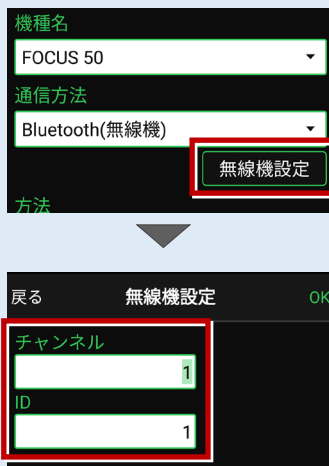 機種名
FOCUS 50
通信方法
Bluetooth(無線機)
無線機設定
方法
戻る 無線機設定 OK
チャンネル
1
ID
1